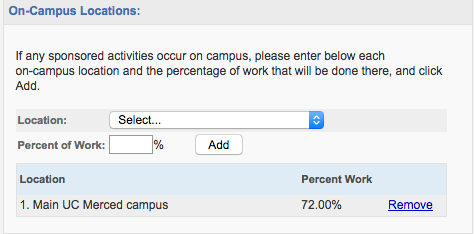 On-Campus Locations:
If any sponsored activities occur on campus, please enter below each
on-campus location and the percentage of work that will be done there, and click
Add.
Location: Select...
Percent of Work: % Add
Location Percent Work
1. Main UC Merced campus 72.00% Remove